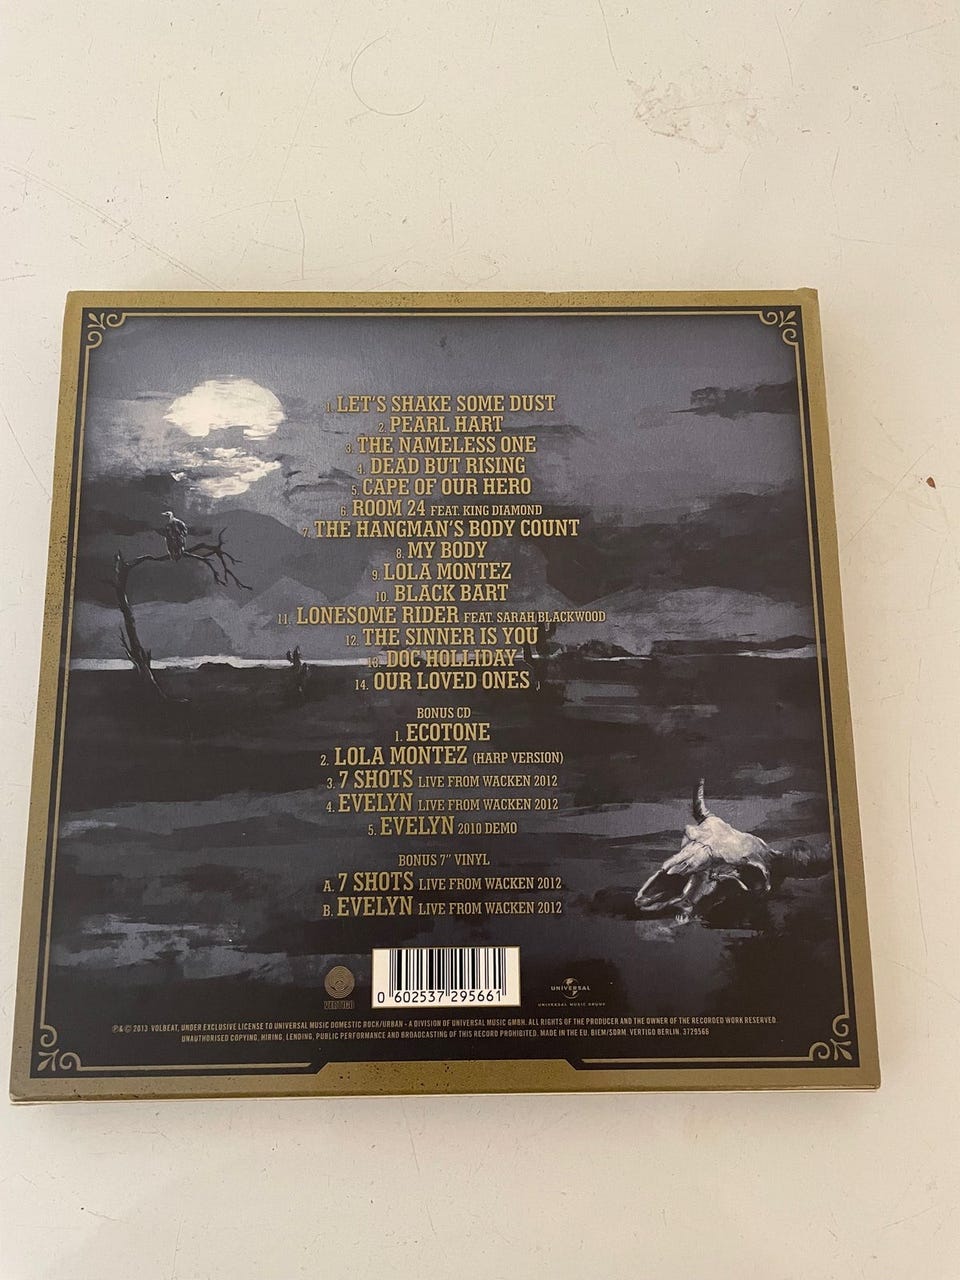 1. LET'S SHAKE SOME DUST
2. PEARL HART
3. THE NAMELESS ONE
4. DEAD BUT RISING
5. CAPE OF OUR HERO
6. ROOM 24 FEAT. KING DIAMOND
7. THE HANGMAN'S BODY COUNT
8. MY BODY
9. LOLA MONTEZ
10. BLACK BART
11. LONESOME RIDER FEAT. SARAH BLACKWOOD
12. THE SINNER IS YOU
13. DOC HOLLIDAY
14. OUR LOVED ONES
BONUS CD
1. ECOTONE
2. LOLA MONTEZ (HARP VERSION)
3. 7 SHOTS LIVE FROM WACKEN 2012
4. EVELYN LIVE FROM WACKEN 2012
5. EVELYN 2010 DEMO
BONUS 7" VINYL
A. 7 SHOTS LIVE FROM WACKEN 2012
B. EVELYN LIVE FROM WACKEN 2012
VERTIGO
0 602537 295661
UNIVERSAL
UNIVERSAL MUSIC GROUP
℗&© 2013 VOLBEAT, UNDER EXCLUSIVE LICENSE TO UNIVERSAL MUSIC DOMESTIC ROCK/URBAN - A DIVISION OF UNIVERSAL MUSIC GMBH. ALL RIGHTS OF THE PRODUCER AND THE OWNER OF THE RECORDED WORK RESERVED.
UNAUTHORISED COPYING, HIRING, LENDING, PUBLIC PERFORMANCE AND BROADCASTING OF THIS RECORD PROHIBITED. MADE IN THE EU. BIEM/SDRM. VERTIGO BERLIN. 3729566